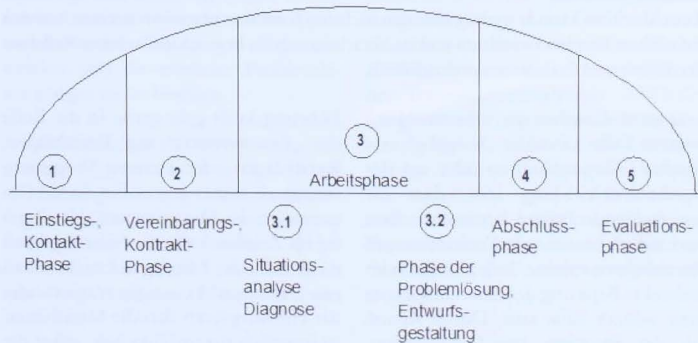 1
Einstiegs-,
Kontakt-
Phase
2
Vereinbarungs-,
Kontrakt-
Phase
3
Arbeitsphase
3.1
Situations-
analyse
Diagnose
3.2
Phase der
Problemlösung,
Entwurfs-
gestaltung
4
Abschluss-
phase
5
Evaluations-
phase